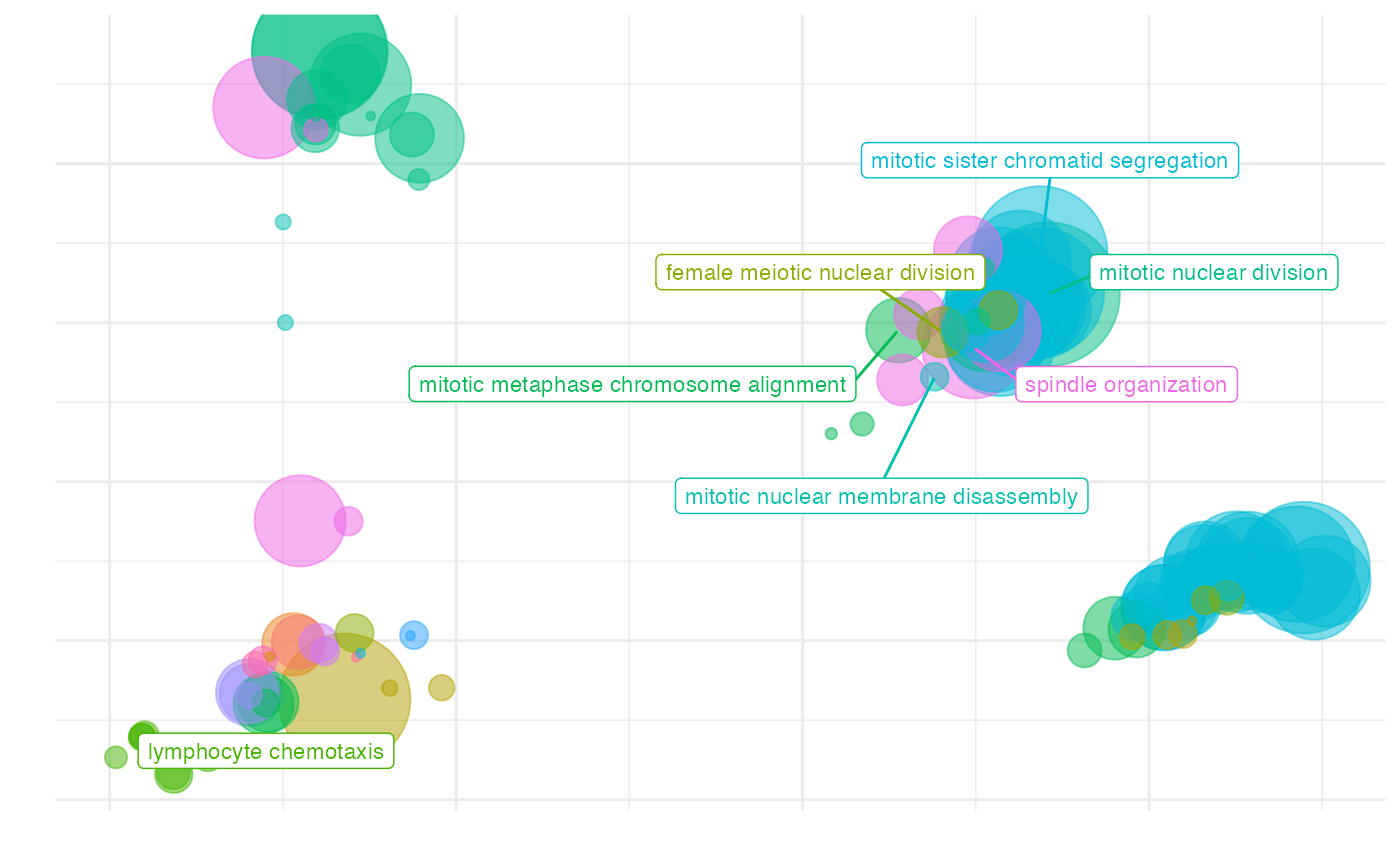 mitotic sister chromatid segregation
female meiotic nuclear division
mitotic nuclear division
mitotic metaphase chromosome alignment
spindle organization
mitotic nuclear membrane disassembly
lymphocyte chemotaxis